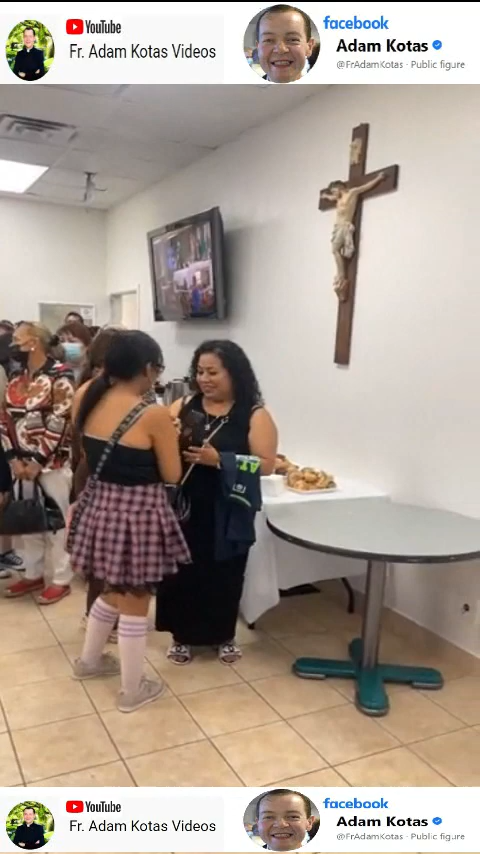 YouTube
Fr. Adam Kotas Videos
facebook
Adam Kotas
@FrAdamKotas · Public figure
YouTube
Fr. Adam Kotas Videos
facebook
Adam Kotas
@FrAdamKotas · Public figure